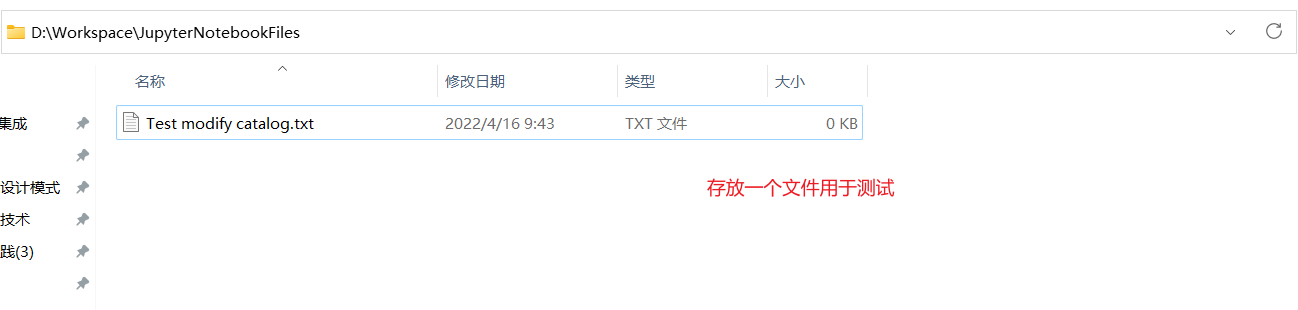 D:\Workspace\JupyterNotebookFiles
名称 修改日期 类型 大小
集成
Test modify catalog.txt 2022/4/16 9:43 TXT 文件 0 KB
设计模式
存放一个文件用于测试
技术
践(3)